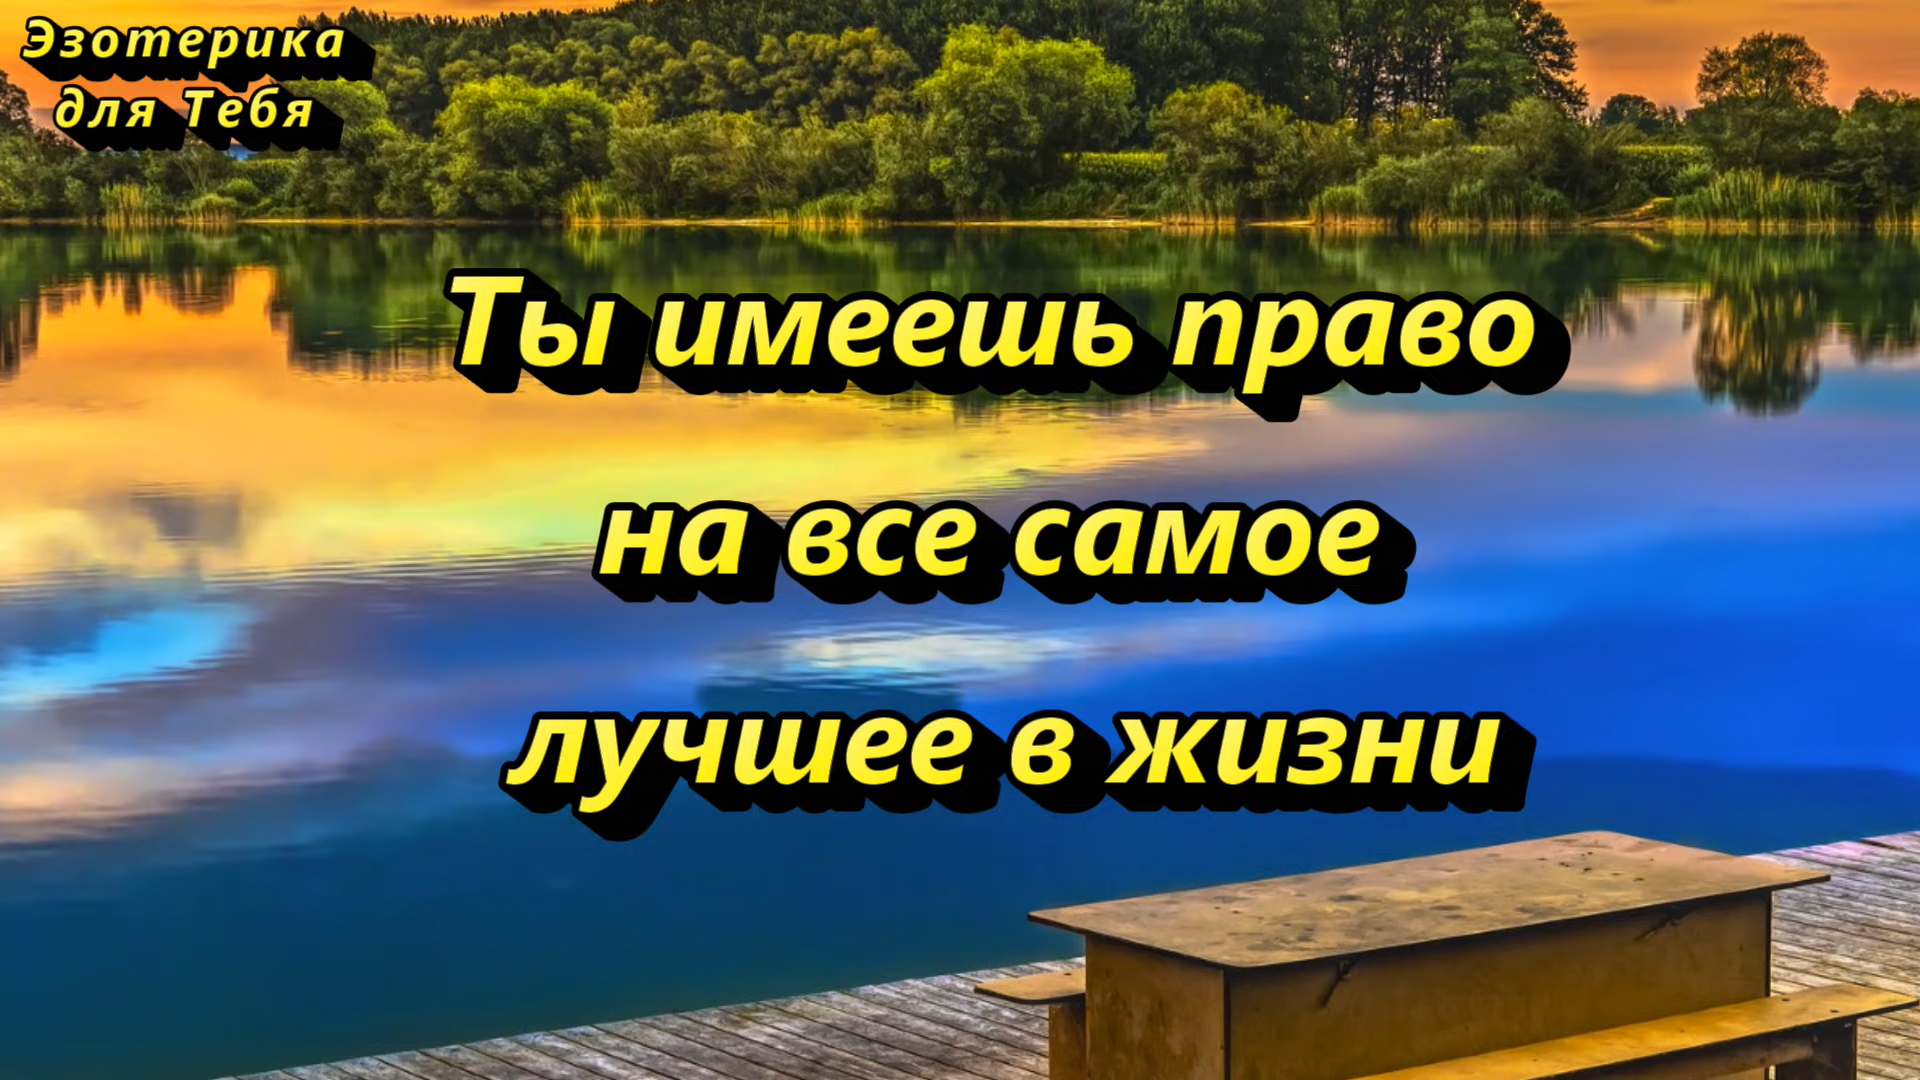 Эзотерика
для Тебя
Ты имеешь право
на все самое
лучшее в жизни